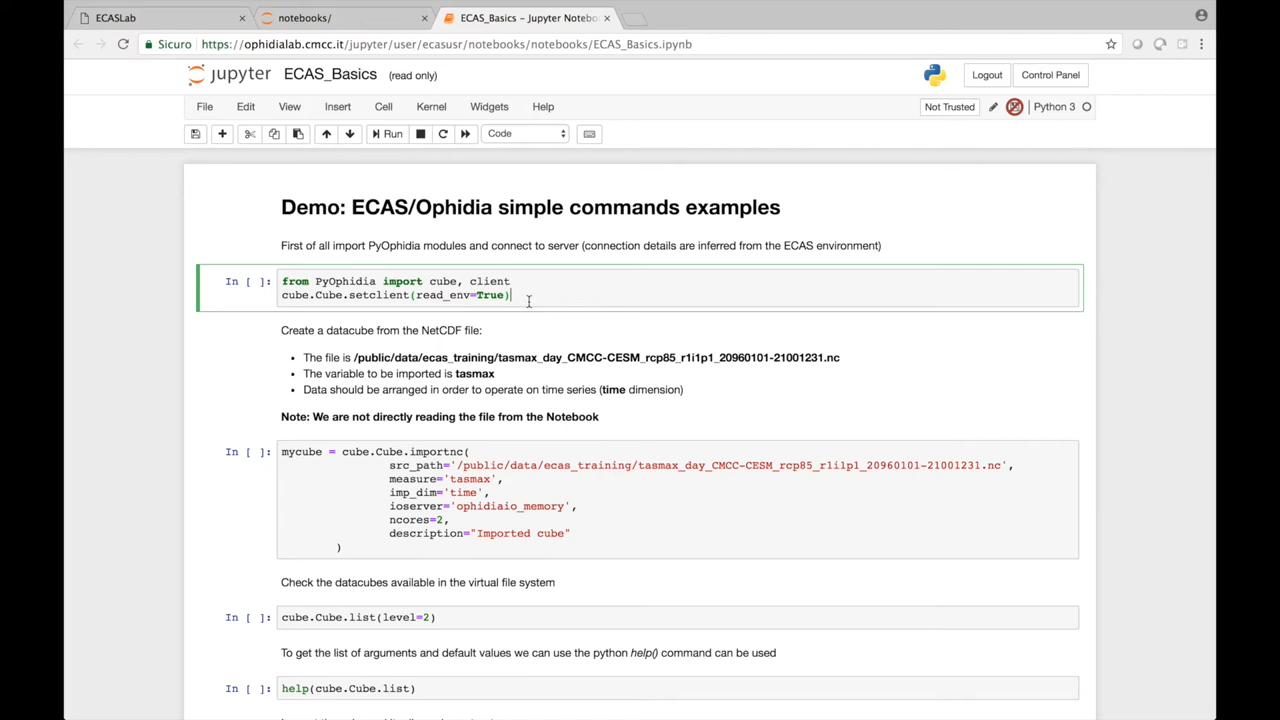 ECASLab
notebooks/
ECAS_Basics - Jupyter Notebo
Sicuro https://ophidialab.cmcc.it/jupyter/user/ecasusr/notebooks/notebooks/ECAS_Basics.ipynb
jupyter ECAS_Basics (read only) Logout Control Panel
File Edit View Insert Cell Kernel Widgets Help Not Trusted Python 3
Run Code
Demo: ECAS/Ophidia simple commands examples
First of all import PyOphidia modules and connect to server (connection details are inferred from the ECAS environment)
In [ ]: from PyOphidia import cube, client
cube.Cube.setclient(read_env=True)
Create a datacube from the NetCDF file:
• The file is /public/data/ecas_training/tasmax_day_CMCC-CESM_rcp85_r1i1p1_20960101-21001231.nc
• The variable to be imported is tasmax
• Data should be arranged in order to operate on time series (time dimension)
Note: We are not directly reading the file from the Notebook
In [ ]: mycube = cube.Cube.importnc(
src_path='/public/data/ecas_training/tasmax_day_CMCC-CESM_rcp85_r1i1p1_20960101-21001231.nc',
measure='tasmax',
imp_dim='time',
ioserver='ophidiaio_memory',
ncores=2,
description="Imported cube"
)
Check the datacubes available in the virtual file system
In [ ]: cube.Cube.list(level=2)
To get the list of arguments and default values we can use the python help() command can be used
In [ ]: help(cube.Cube.list)